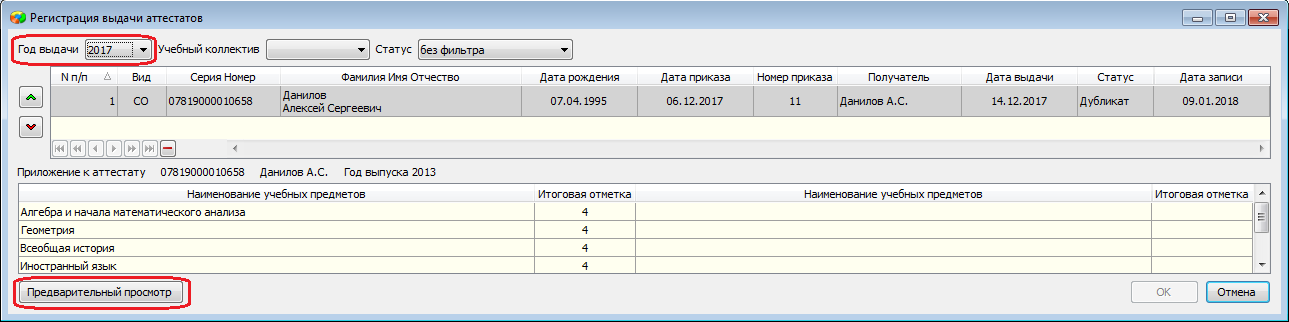 Регистрация выдачи аттестатов
Год выдачи 2017 Учебный коллектив Статус без фильтра
N п/п Вид Серия Номер Фамилия Имя Отчество Дата рождения Дата приказа Номер приказа Получатель Дата выдачи Статус Дата записи
1 СО 07819000010658 Данилов 07.04.1995 06.12.2017 11 Данилов А.С. 14.12.2017 Дубликат 09.01.2018
Алексей Сергеевич
Приложение к аттестату 07819000010658 Данилов А.С. Год выпуска 2013
Наименование учебных предметов Итоговая отметка Наименование учебных предметов Итоговая отметка
Алгебра и начала математического анализа 4
Геометрия 4
Всеобщая история 4
Иностранный язык 4
Предварительный просмотр OK Отмена